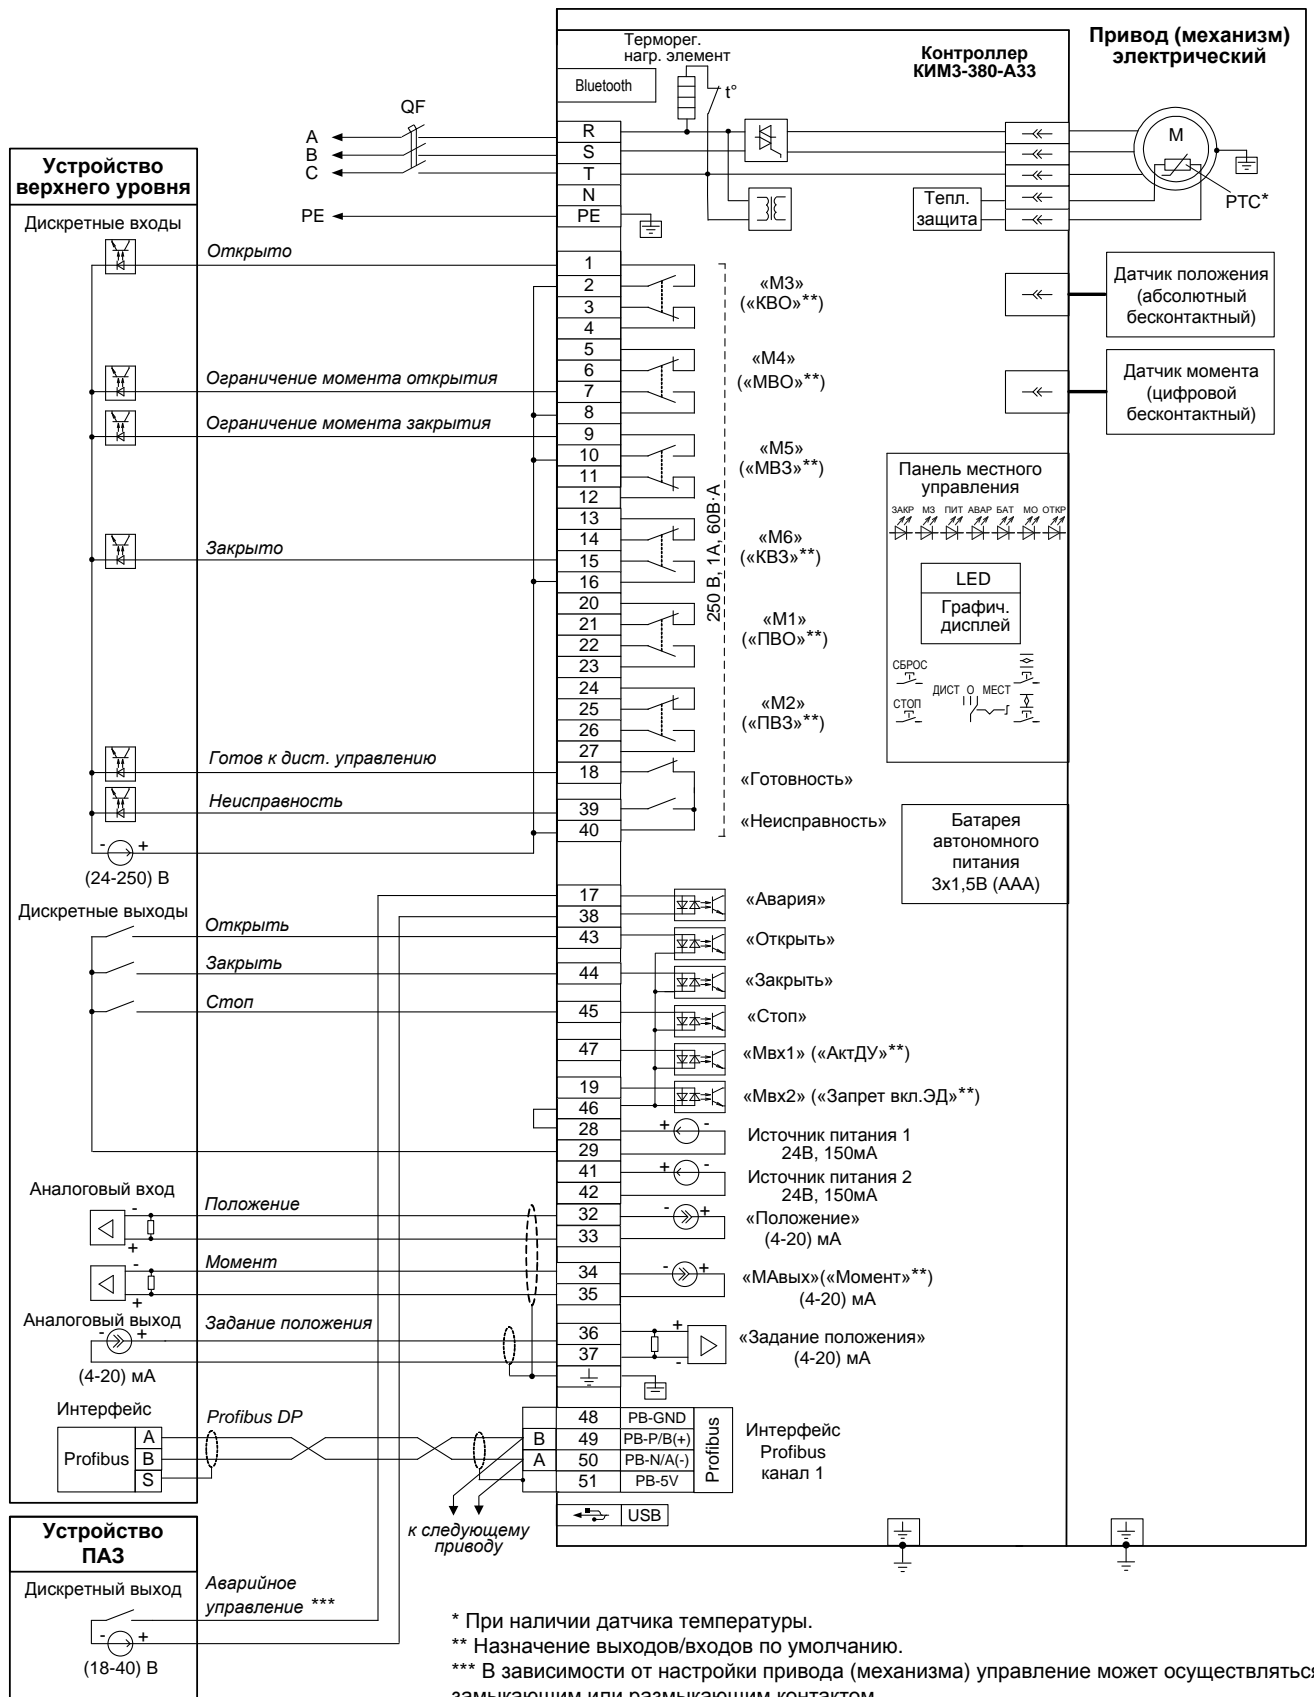 Привод (механизм)
электрический
Контроллер
КИМ3-380-А33
Терморег.
нагр. элемент
Bluetooth
t°
QF
A
B
C
PE
R
S
T
N
PE
M
PTC*
Тепл.
защита
Устройство
верхнего уровня
Дискретные входы
Открыто
1
2
3
4
«М3»
(«КВО»**)
Датчик положения
(абсолютный
бесконтактный)
5
6
7
8
«М4»
(«МВО»**)
Ограничение момента открытия
Датчик момента
(цифровой
бесконтактный)
Ограничение момента закрытия
9
10
11
12
«М5»
(«МВЗ»**)
Панель местного
управления
ЗАКР МЗ ПИТ АВАР БАТ МО ОТКР
250 В, 1А, 60В·А
Закрыто
13
14
15
16
«М6»
(«КВЗ»**)
LED
Графич.
дисплей
20
21
22
23
«М1»
(«ПВО»**)
СБРОС
СТОП
ДИСТ О МЕСТ
24
25
26
27
«М2»
(«ПВЗ»**)
Готов к дист. управлению
18
«Готовность»
Неисправность
39
40
«Неисправность»
Батарея
автономного
питания
3х1,5В (ААА)
- +
(24-250) В
Дискретные выходы
17
38
«Авария»
Открыть
43
«Открыть»
Закрыть
44
«Закрыть»
Стоп
45
«Стоп»
47
«Мвх1» («АктДУ»**)
19
46
«Мвх2» («Запрет вкл.ЭД»**)
28
29
+ -
Источник питания 1
24В, 150мА
41
42
+ -
Источник питания 2
24В, 150мА
Аналоговый вход
-
+
Положение
32
33
- +
«Положение»
(4-20) мА
-
+
Момент
34
35
- +
«МАвых»(«Момент»**)
(4-20) мА
Аналоговый выход
- +
(4-20) мА
Задание положения
36
37
+
-
«Задание положения»
(4-20) мА
Интерфейс
Profibus
A
B
S
Profibus DP
B
A
48 PB-GND
49 PB-P/B(+)
50 PB-N/A(-)
51 PB-5V
Profibus
Интерфейс
Profibus
канал 1
USB
к следующему
приводу
Устройство
ПАЗ
Дискретный выход
- +
(18-40) В
Аварийное
управление ***
* При наличии датчика температуры.
** Назначение выходов/входов по умолчанию.
*** В зависимости от настройки привода (механизма) управление может осуществляться
замыкающим или размыкающим контактом